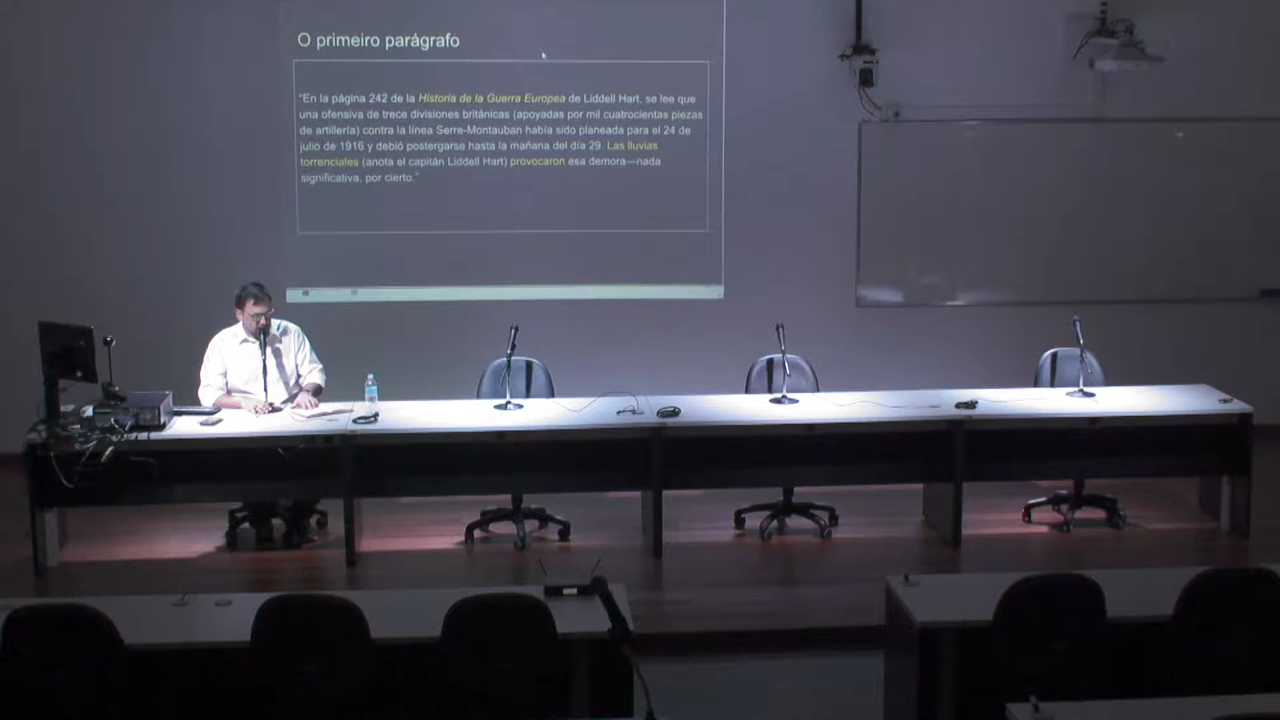 O primeiro parágrafo
“En la página 242 de la Historia de la Guerra Europea de Liddell Hart, se lee que
una ofensiva de trece divisiones británicas (apoyadas por mil cuatrocientas piezas
de artillería) contra la línea Serre-Montauban había sido planeada para el 24 de
julio de 1916 y debió postergarse hasta la mañana del día 29. Las lluvias
torrenciales (anota el capitán Liddell Hart) provocaron esa demora—nada
significativa, por cierto.”